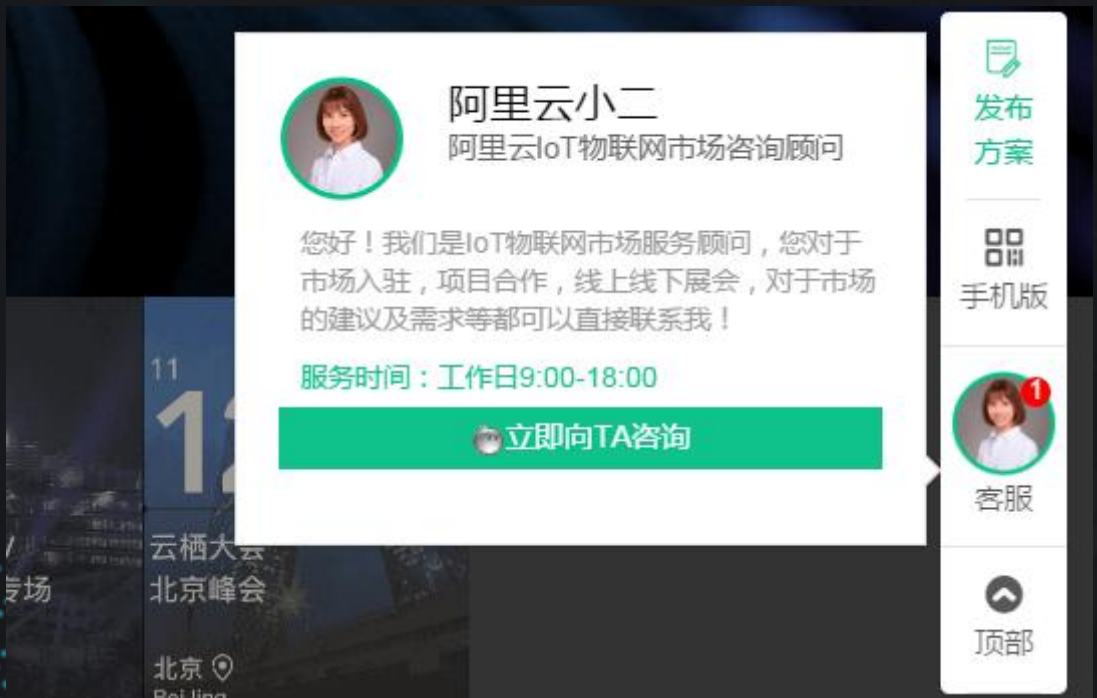 阿里云小二
阿里云IoT物联网市场咨询顾问
您好！我们是IoT物联网市场服务顾问，您对于
市场入驻，项目合作，线上线下展会，对于市场
的建议及需求等都可以直接联系我！
服务时间：工作日9:00-18:00
立即向TA咨询
发布
方案
手机版
1
客服
顶部
11
云栖大会
北京峰会
专场
北京